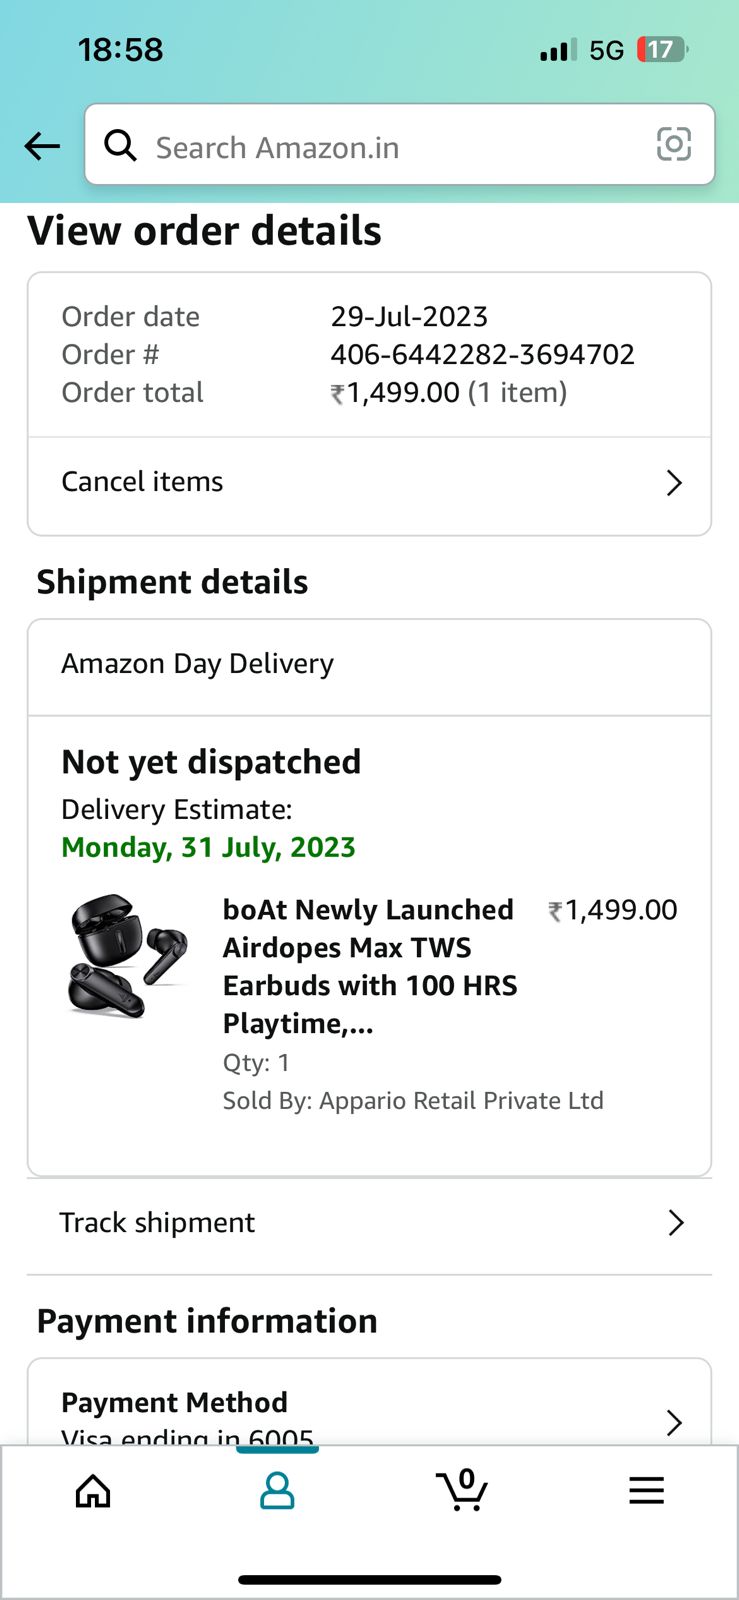 18:58
5G
17
Search Amazon.in
View order details
Order date 29-Jul-2023
Order # 406-6442282-3694702
Order total ₹1,499.00 (1 item)
Cancel items
Shipment details
Amazon Day Delivery
Not yet dispatched
Delivery Estimate:
Monday, 31 July, 2023
boAt Newly Launched ₹1,499.00
Airdopes Max TWS
Earbuds with 100 HRS
Playtime,...
Qty: 1
Sold By: Appario Retail Private Ltd
Track shipment
Payment information
Payment Method
Visa ending in 6005
0